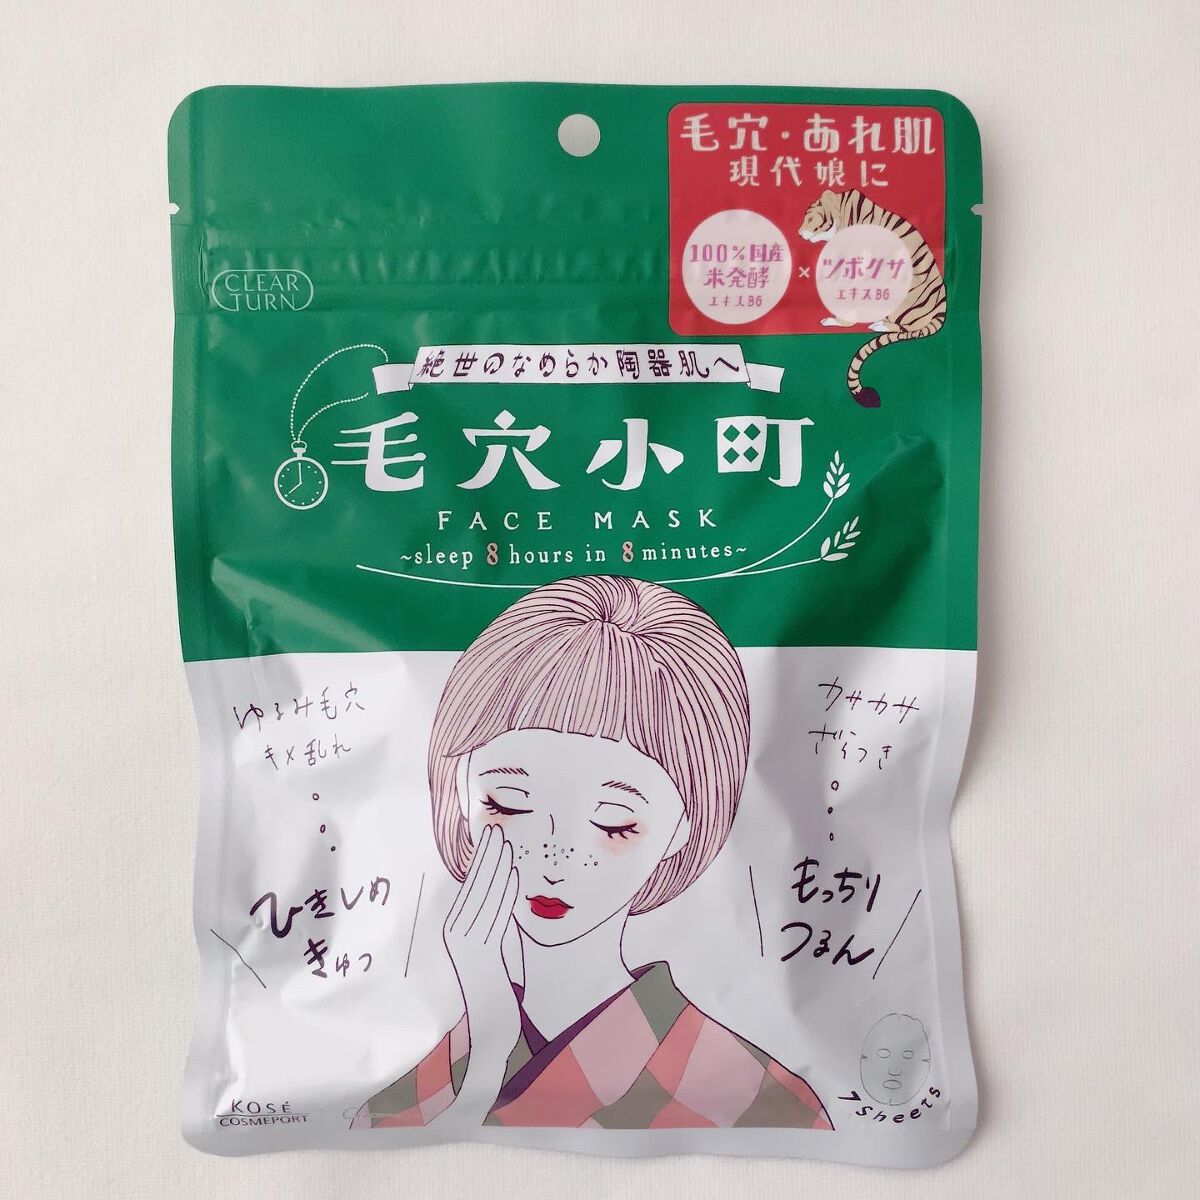 毛穴・あれ肌
現代娘に
100%国産
米発酵
エキスBG
×
ツボクサ
エキスBG
CLEAR
TURN
絶世のなめらか陶器肌へ
毛穴小町
FACE MASK
~sleep 8 hours in 8 minutes~
ゆるみ毛穴
キメ乱れ
ひきしめ
きゅっ
カサカサ
ざらつき
もっちり
つるん
7 sheets
KOSÉ
COSMEPORT